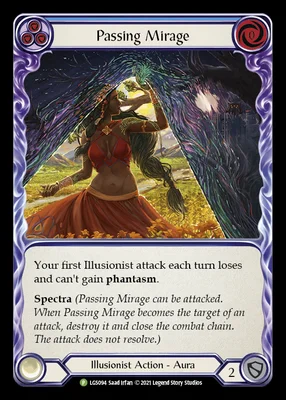 Passing Mirage
Your first Illusionist attack each turn loses
and can't gain phantasm.
Spectra (Passing Mirage can be attacked.
When Passing Mirage becomes the target of an
attack, destroy it and close the combat chain.
The attack does not resolve.)
Illusionist Action - Aura
2
P LGS094 Saad Irfan © 2021 Legend Story Studios